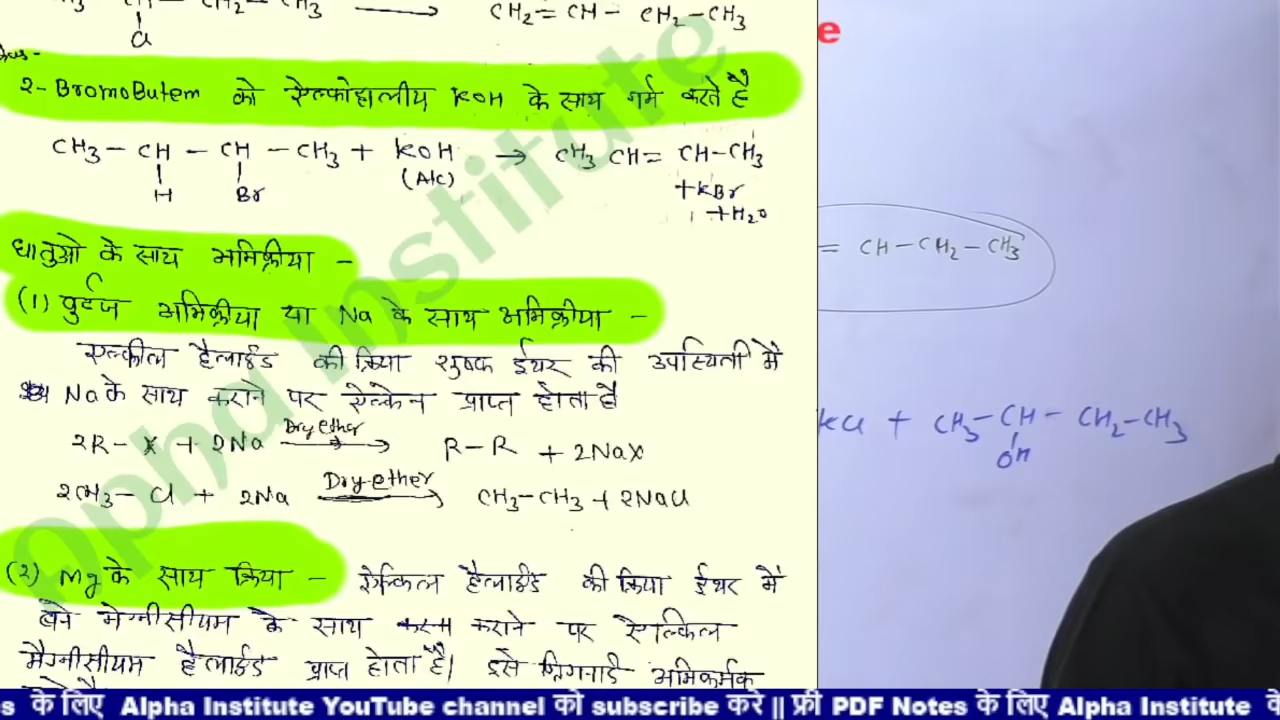 CH₂ = CH - CH₂ - CH₃
Cl
2 - BromoButem को ऐल्कोहालीय KOH के साथ गर्म करते है
CH₃ - CH - CH - CH₃ + KOH → CH₃ CH = CH - CH₃
H Br (Alc) + KBr
+ H₂O
धातुओ के साथ अभिक्रीया -
(1) वुर्टज अभिक्रीया या Na के साथ अभिक्रीया -
एल्कील हैलाईड की क्रिया शुष्क ईथर की उपस्थिती में
Na के साथ कराने पर ऐल्केन प्राप्त होता है
2R - X + 2Na Dry ether → R - R + 2NaX
2CH₃ - Cl + 2Na Dry ether → CH₃ - CH₃ + 2NaCl
(2) Mg के साथ क्रिया - ऐल्किल हैलाईड की क्रिया ईथर में
बने मेग्नीसीयम के साथ कराने पर ऐल्किल
मैग्नीसीयम हैलाईड प्राप्त होता है। इसे ग्रिगनार्ड अभिकर्मक
e
= CH - CH₂ - CH₃
KCl + CH₃ - CH - CH₂ - CH₃
OH
s के लिए Alpha Institute YouTube channel को subscribe करे || फ्री PDF Notes के लिए Alpha Institute
Alpha Institute